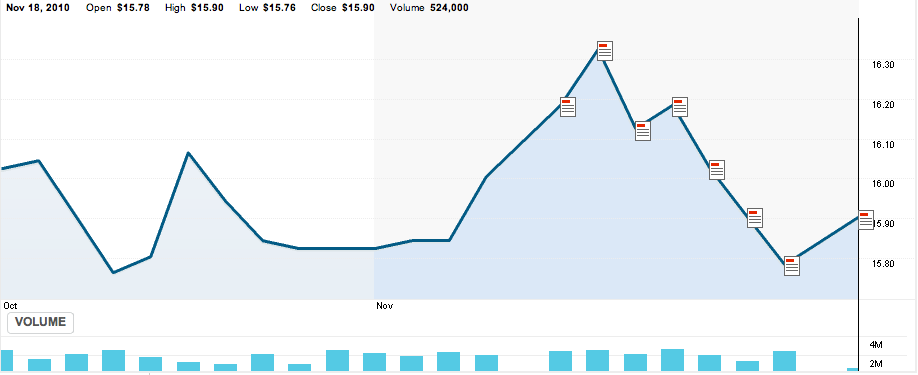 Nov 18, 2010 Open $15.78 High $15.90 Low $15.76 Close $15.90 Volume 524,000
16.30
16.20
16.10
16.00
15.90
15.80
Oct Nov
VOLUME
4M
2M